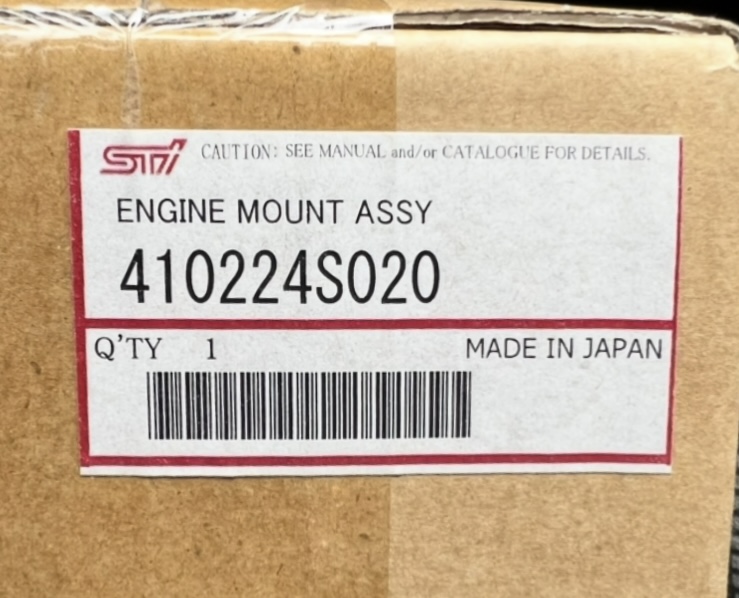 STI CAUTION: SEE MANUAL and/or CATALOGUE FOR DETAILS.
ENGINE MOUNT ASSY
410224S020
Q'TY 1 MADE IN JAPAN